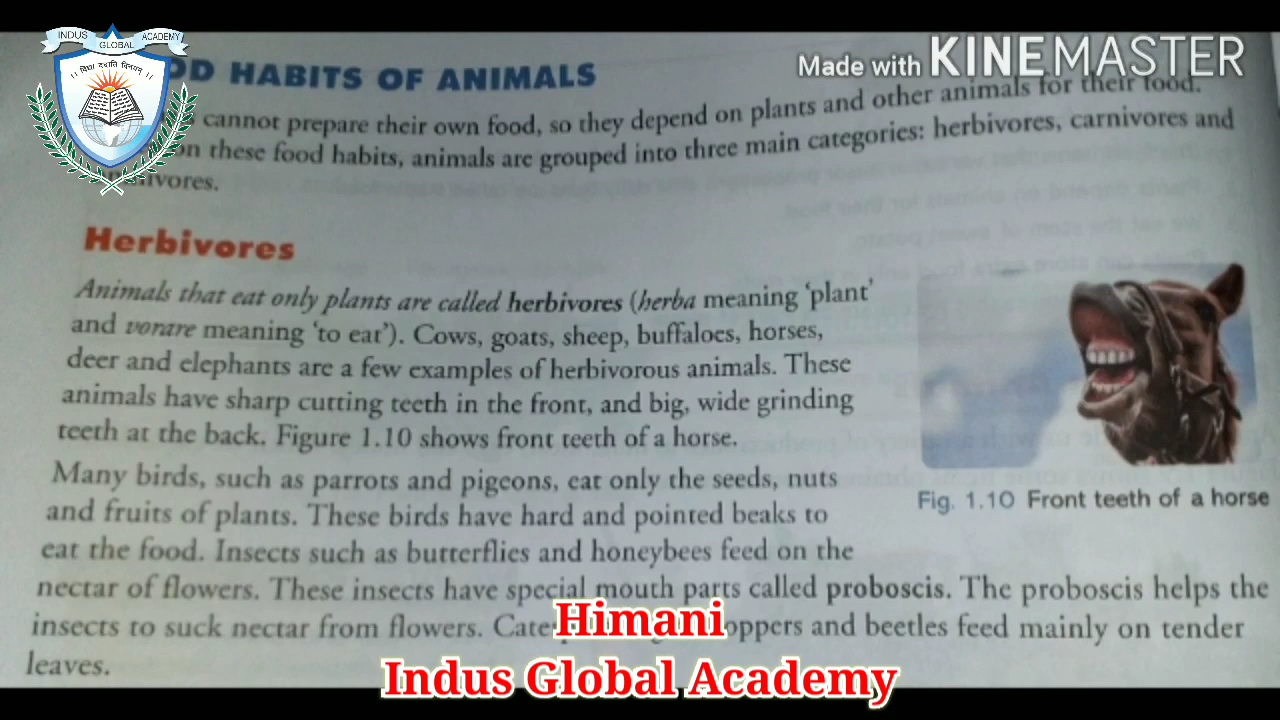 INDUS GLOBAL ACADEMY
।। विद्या ददाति विनयम् ।।
Made with KINEMASTER
OD HABITS OF ANIMALS
cannot prepare their own food, so they depend on plants and other animals for their food.
on these food habits, animals are grouped into three main categories: herbivores, carnivores and
Herbivores
Animals that eat only plants are called herbivores (herba meaning ‘plant’
and vorare meaning ‘to eat’). Cows, goats, sheep, buffaloes, horses,
deer and elephants are a few examples of herbivorous animals. These
animals have sharp cutting teeth in the front, and big, wide grinding
teeth at the back. Figure 1.10 shows front teeth of a horse.
Fig. 1.10 Front teeth of a horse
Many birds, such as parrots and pigeons, eat only the seeds, nuts
and fruits of plants. These birds have hard and pointed beaks to
eat the food. Insects such as butterflies and honeybees feed on the
nectar of flowers. These insects have special mouth parts called proboscis. The proboscis helps the
insects to suck nectar from flowers. oppers and beetles feed mainly on tender
leaves.
Himani
Indus Global Academy